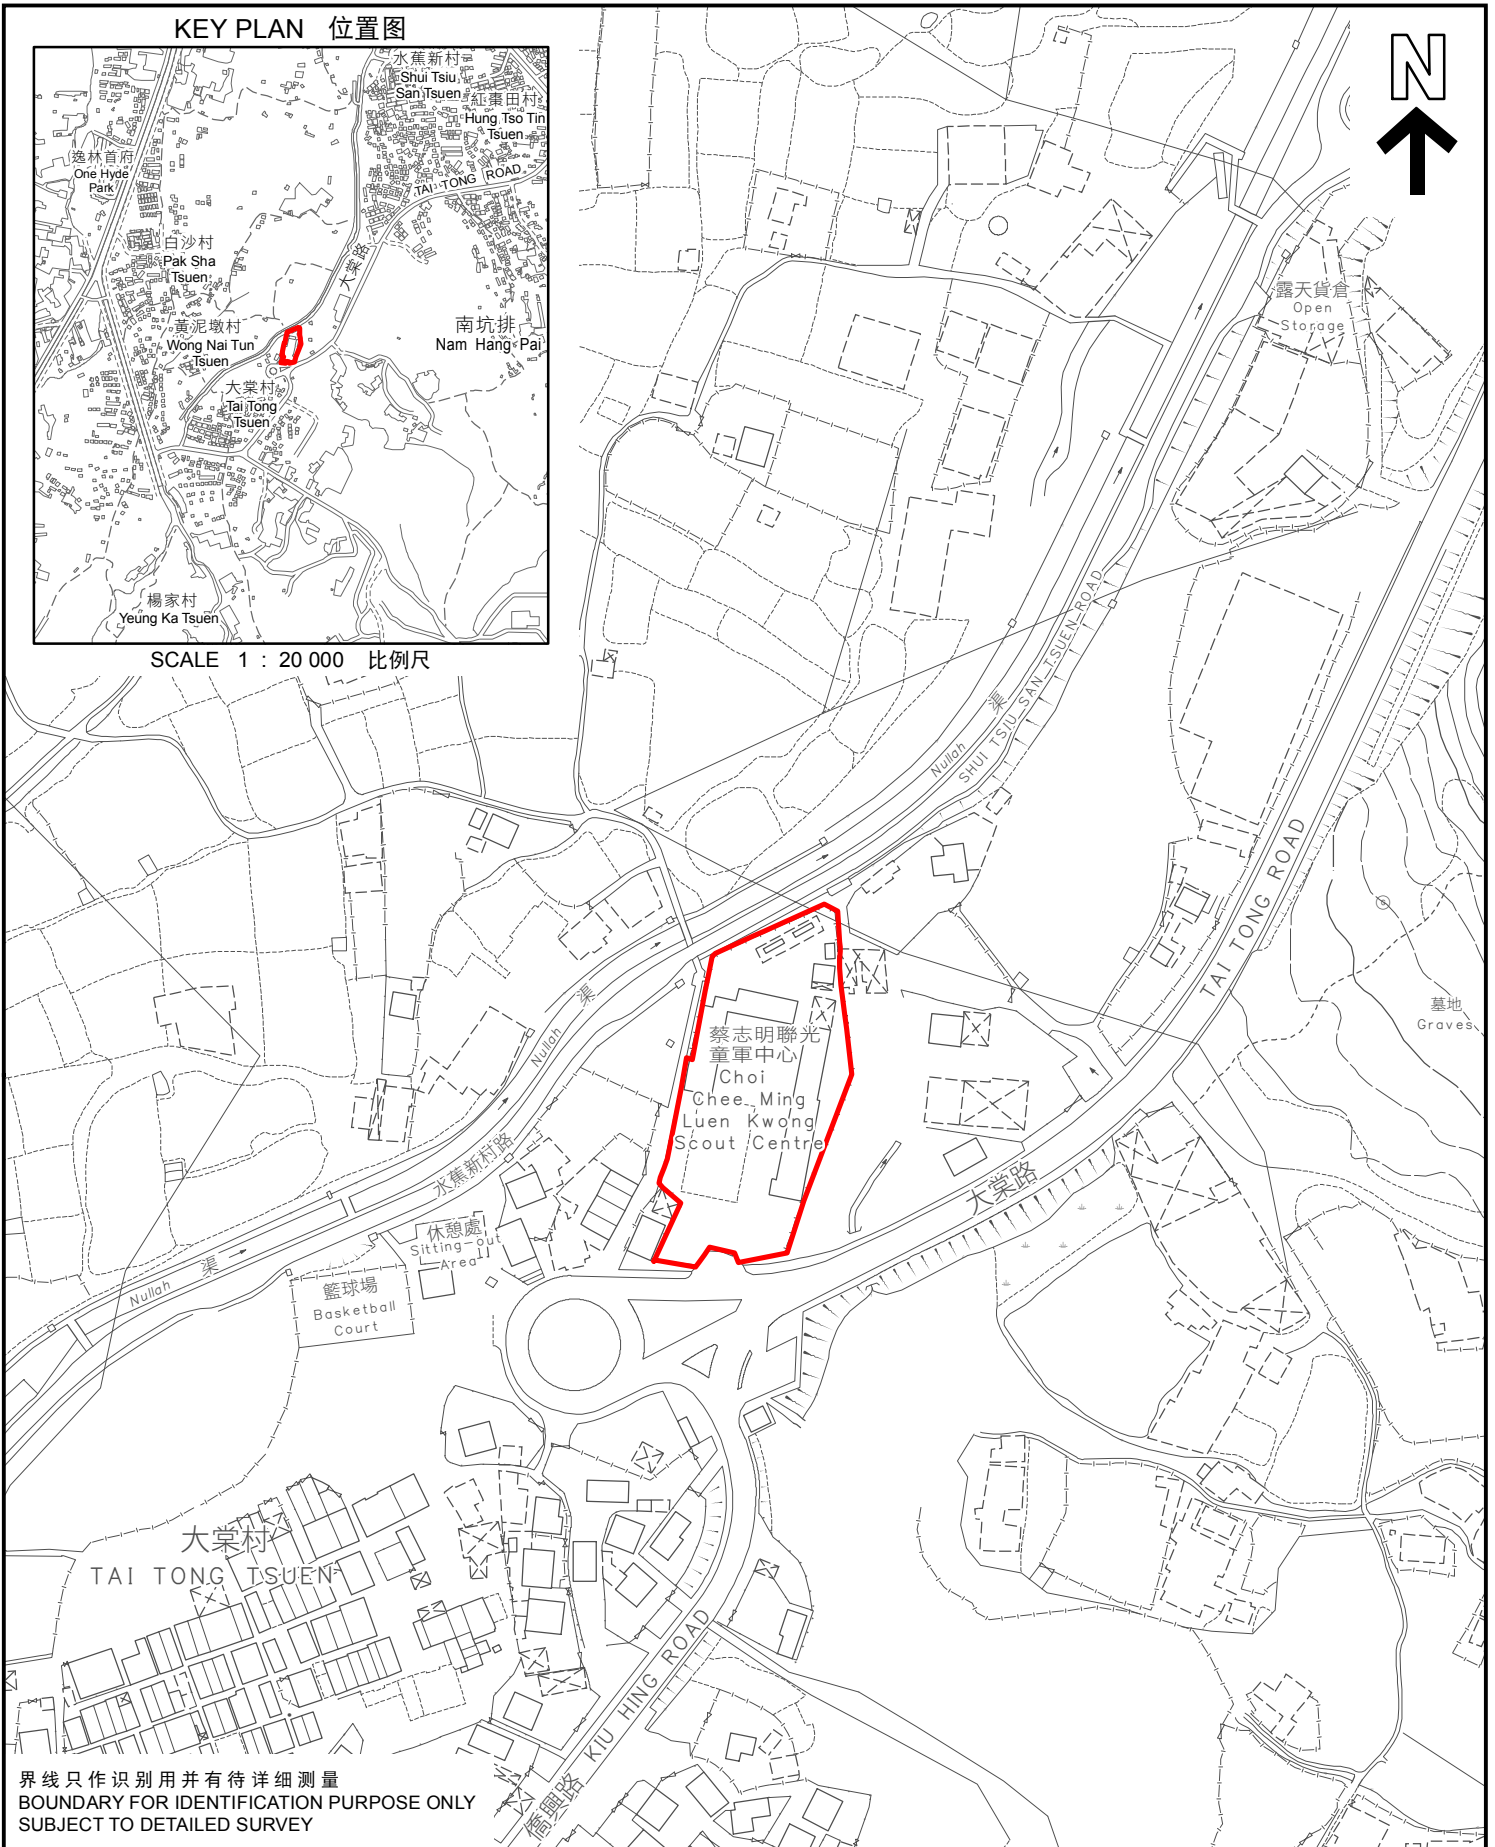 KEY PLAN 位置图
水蕉新村
Shui Tsiu
San Tsuen
紅棗田村
Hung Tso Tin
Tsuen
逸林首府
One Hyde
Park
TAI TONG ROAD
白沙村
Pak Sha
Tsuen
大棠路
黃泥墩村
Wong Nai Tun
Tsuen
南坑排
Nam Hang Pai
大棠村
Tai Tong
Tsuen
楊家村
Yeung Ka Tsuen
SCALE 1 : 20 000 比例尺
N
露天貨倉
Open
Storage
渠
Nullah
SHUI TSIU SAN TSUEN ROAD
TAI TONG ROAD
墓地
Graves
渠
Nullah
蔡志明聯光
童軍中心
Choi
Chee Ming
Luen Kwong
Scout Centre
水蕉新村路
大棠路
休憩處
Sitting-out
Area
渠
Nullah
籃球場
Basketball
Court
大棠村
TAI TONG TSUEN
KIU HING ROAD
僑興路
界线只作识别用并有待详细测量
BOUNDARY FOR IDENTIFICATION PURPOSE ONLY
SUBJECT TO DETAILED SURVEY